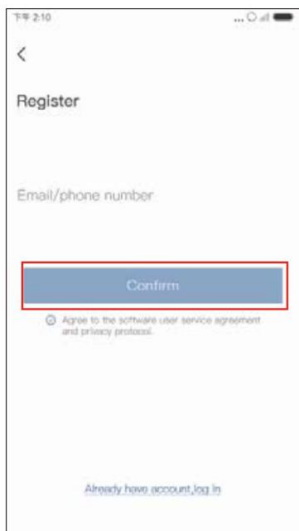 下午 2:10
...
Register
Email/phone number
Confirm
Agree to the software user service agreement
and privacy protocol.
Already have account,log in